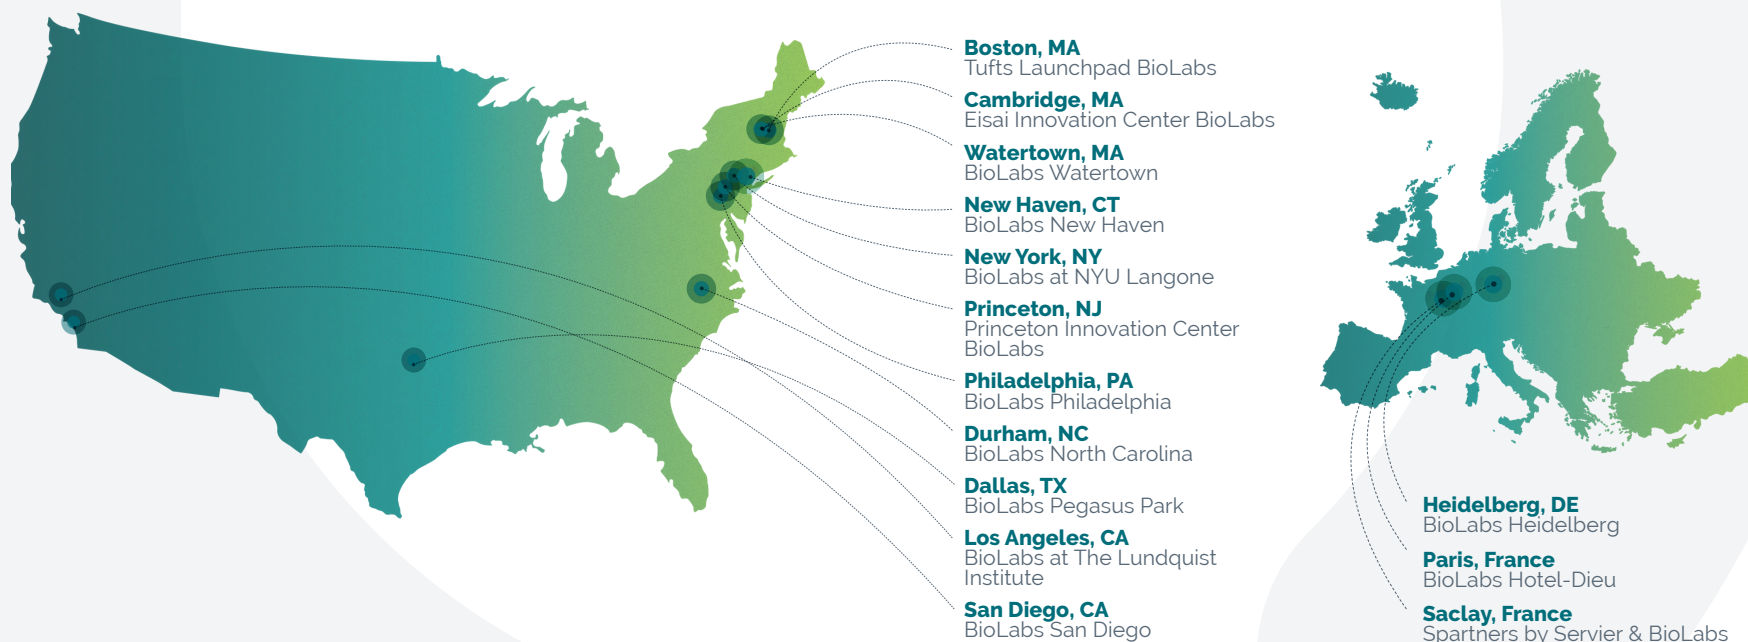 Boston, MA
Tufts Launchpad BioLabs
Cambridge, MA
Eisai Innovation Center BioLabs
Watertown, MA
BioLabs Watertown
New Haven, CT
BioLabs New Haven
New York, NY
BioLabs at NYU Langone
Princeton, NJ
Princeton Innovation Center
BioLabs
Philadelphia, PA
BioLabs Philadelphia
Durham, NC
BioLabs North Carolina
Dallas, TX
BioLabs Pegasus Park
Los Angeles, CA
BioLabs at The Lundquist
Institute
San Diego, CA
BioLabs San Diego
Heidelberg, DE
BioLabs Heidelberg
Paris, France
BioLabs Hotel-Dieu
Saclay, France
Spartners by Servier & BioLabs